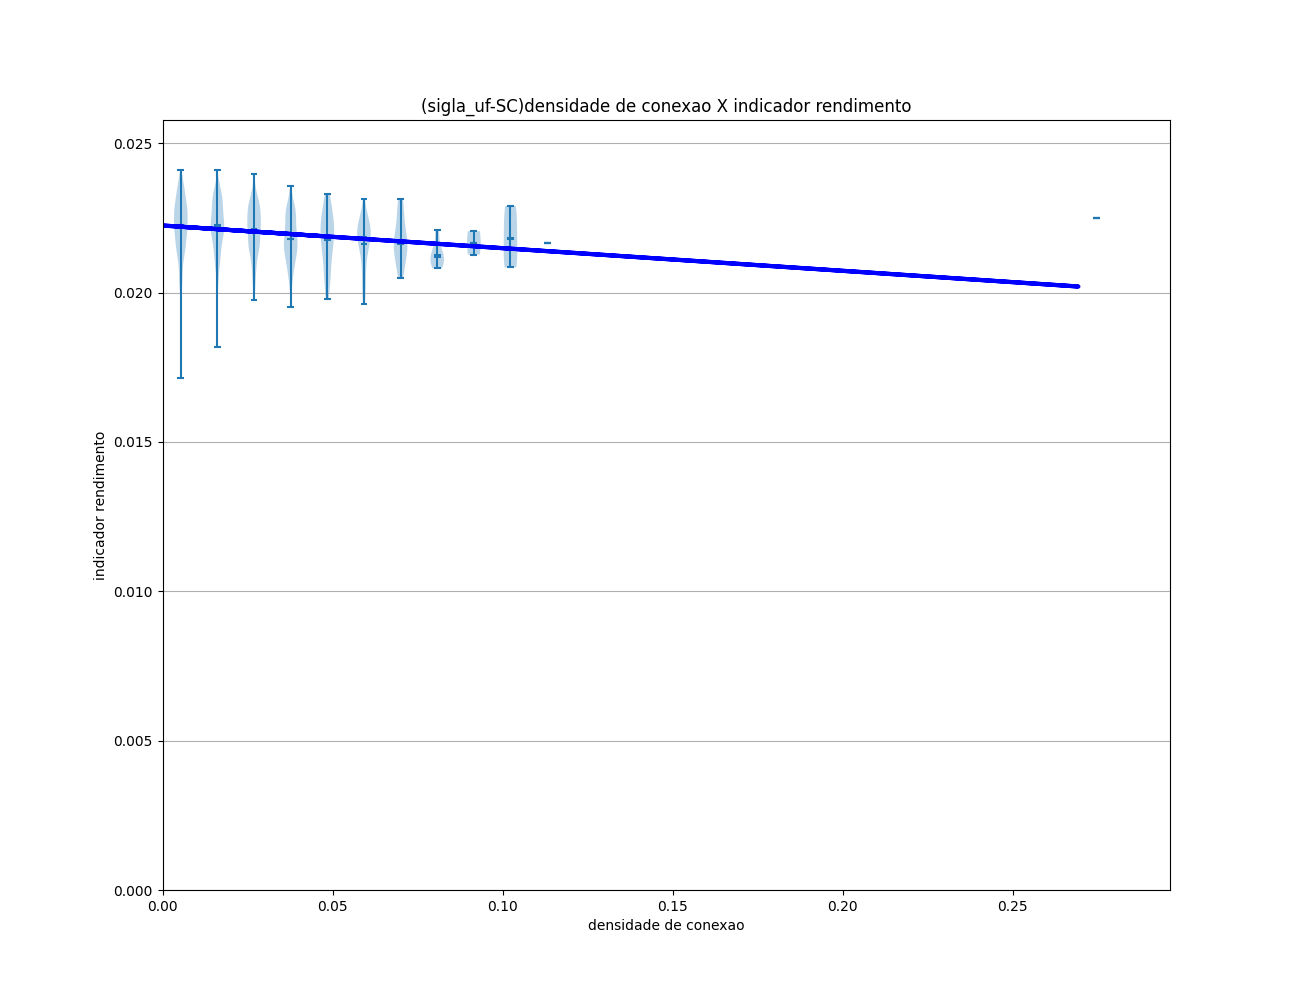 (sigla_uf-SC)densidade de conexao X indicador rendimento
0.025
0.020
0.015
0.010
0.005
0.000
indicador rendimento
0.00 0.05 0.10 0.15 0.20 0.25
densidade de conexao